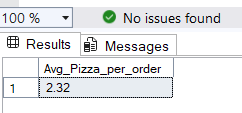 100 %
No issues found
Results
Messages
Avg_Pizza_per_order
1
2.32